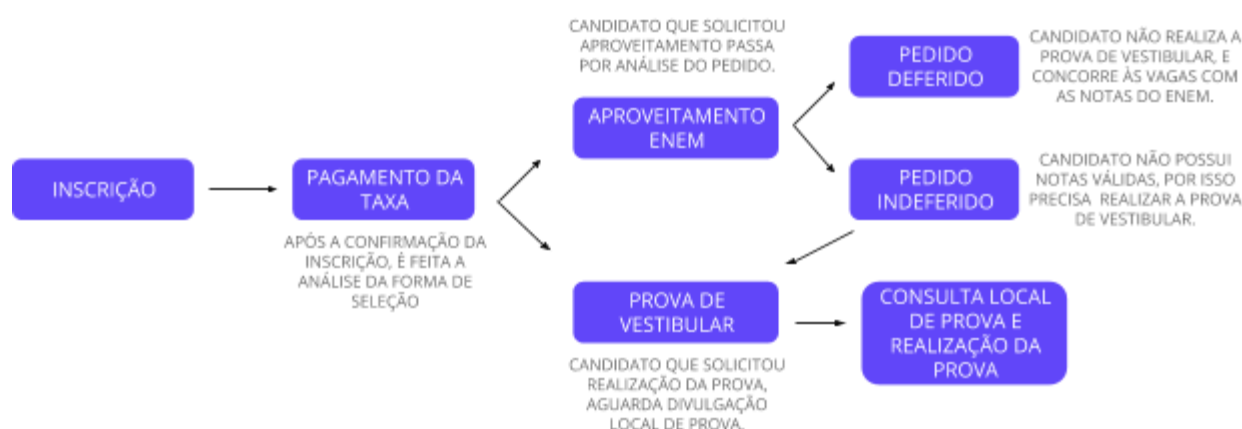 INSCRIÇÃO
PAGAMENTO DA
TAXA
APÓS A CONFIRMAÇÃO DA
INSCRIÇÃO, É FEITA A
ANÁLISE DA FORMA DE
SELEÇÃO
CANDIDATO QUE SOLICITOU
APROVEITAMENTO PASSA
POR ANÁLISE DO PEDIDO.
APROVEITAMENTO
ENEM
PEDIDO
DEFERIDO
CANDIDATO NÃO REALIZA A
PROVA DE VESTIBULAR, E
CONCORRE ÀS VAGAS COM
AS NOTAS DO ENEM.
PEDIDO
INDEFERIDO
CANDIDATO NÃO POSSUI
NOTAS VÁLIDAS, POR ISSO
PRECISA REALIZAR A PROVA
DE VESTIBULAR.
PROVA DE
VESTIBULAR
CANDIDATO QUE SOLICITOU
REALIZAÇÃO DA PROVA,
AGUARDA DIVULGAÇÃO
LOCAL DE PROVA.
CONSULTA LOCAL
DE PROVA E
REALIZAÇÃO DA
PROVA